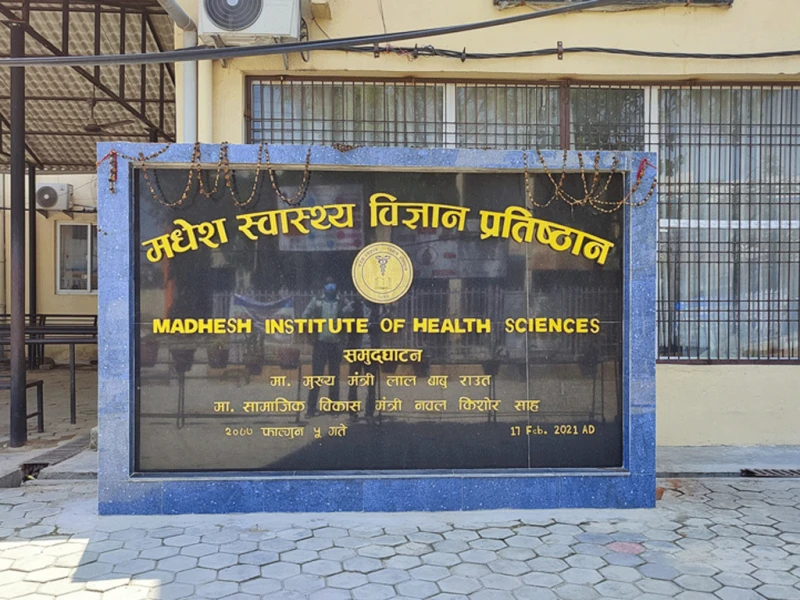 मधेश स्वास्थ्य विज्ञान प्रतिष्ठान
MADHESH INSTITUTE OF HEALTH SCIENCES
समुद्घाटन
मा. मुख्य मंत्री लाल बाबु राउत
मा. सामाजिक विकास मंत्री नवल किशोर साह
२०७७ फाल्गुन ५ गते 17 Feb. 2021 AD